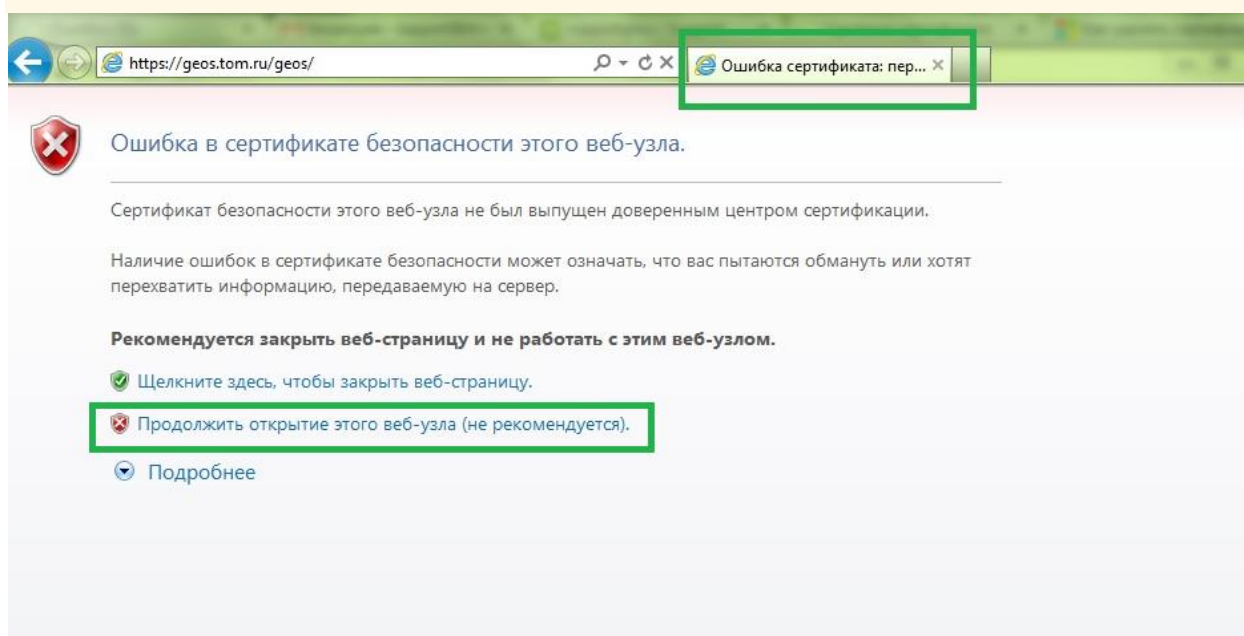 https://geos.tom.ru/geos/
Ошибка сертификата: пер...
Ошибка в сертификате безопасности этого веб-узла.
Сертификат безопасности этого веб-узла не был выпущен доверенным центром сертификации.
Наличие ошибок в сертификате безопасности может означать, что вас пытаются обмануть или хотят
перехватить информацию, передаваемую на сервер.
Рекомендуется закрыть веб-страницу и не работать с этим веб-узлом.
Щелкните здесь, чтобы закрыть веб-страницу.
Продолжить открытие этого веб-узла (не рекомендуется).
Подробнее